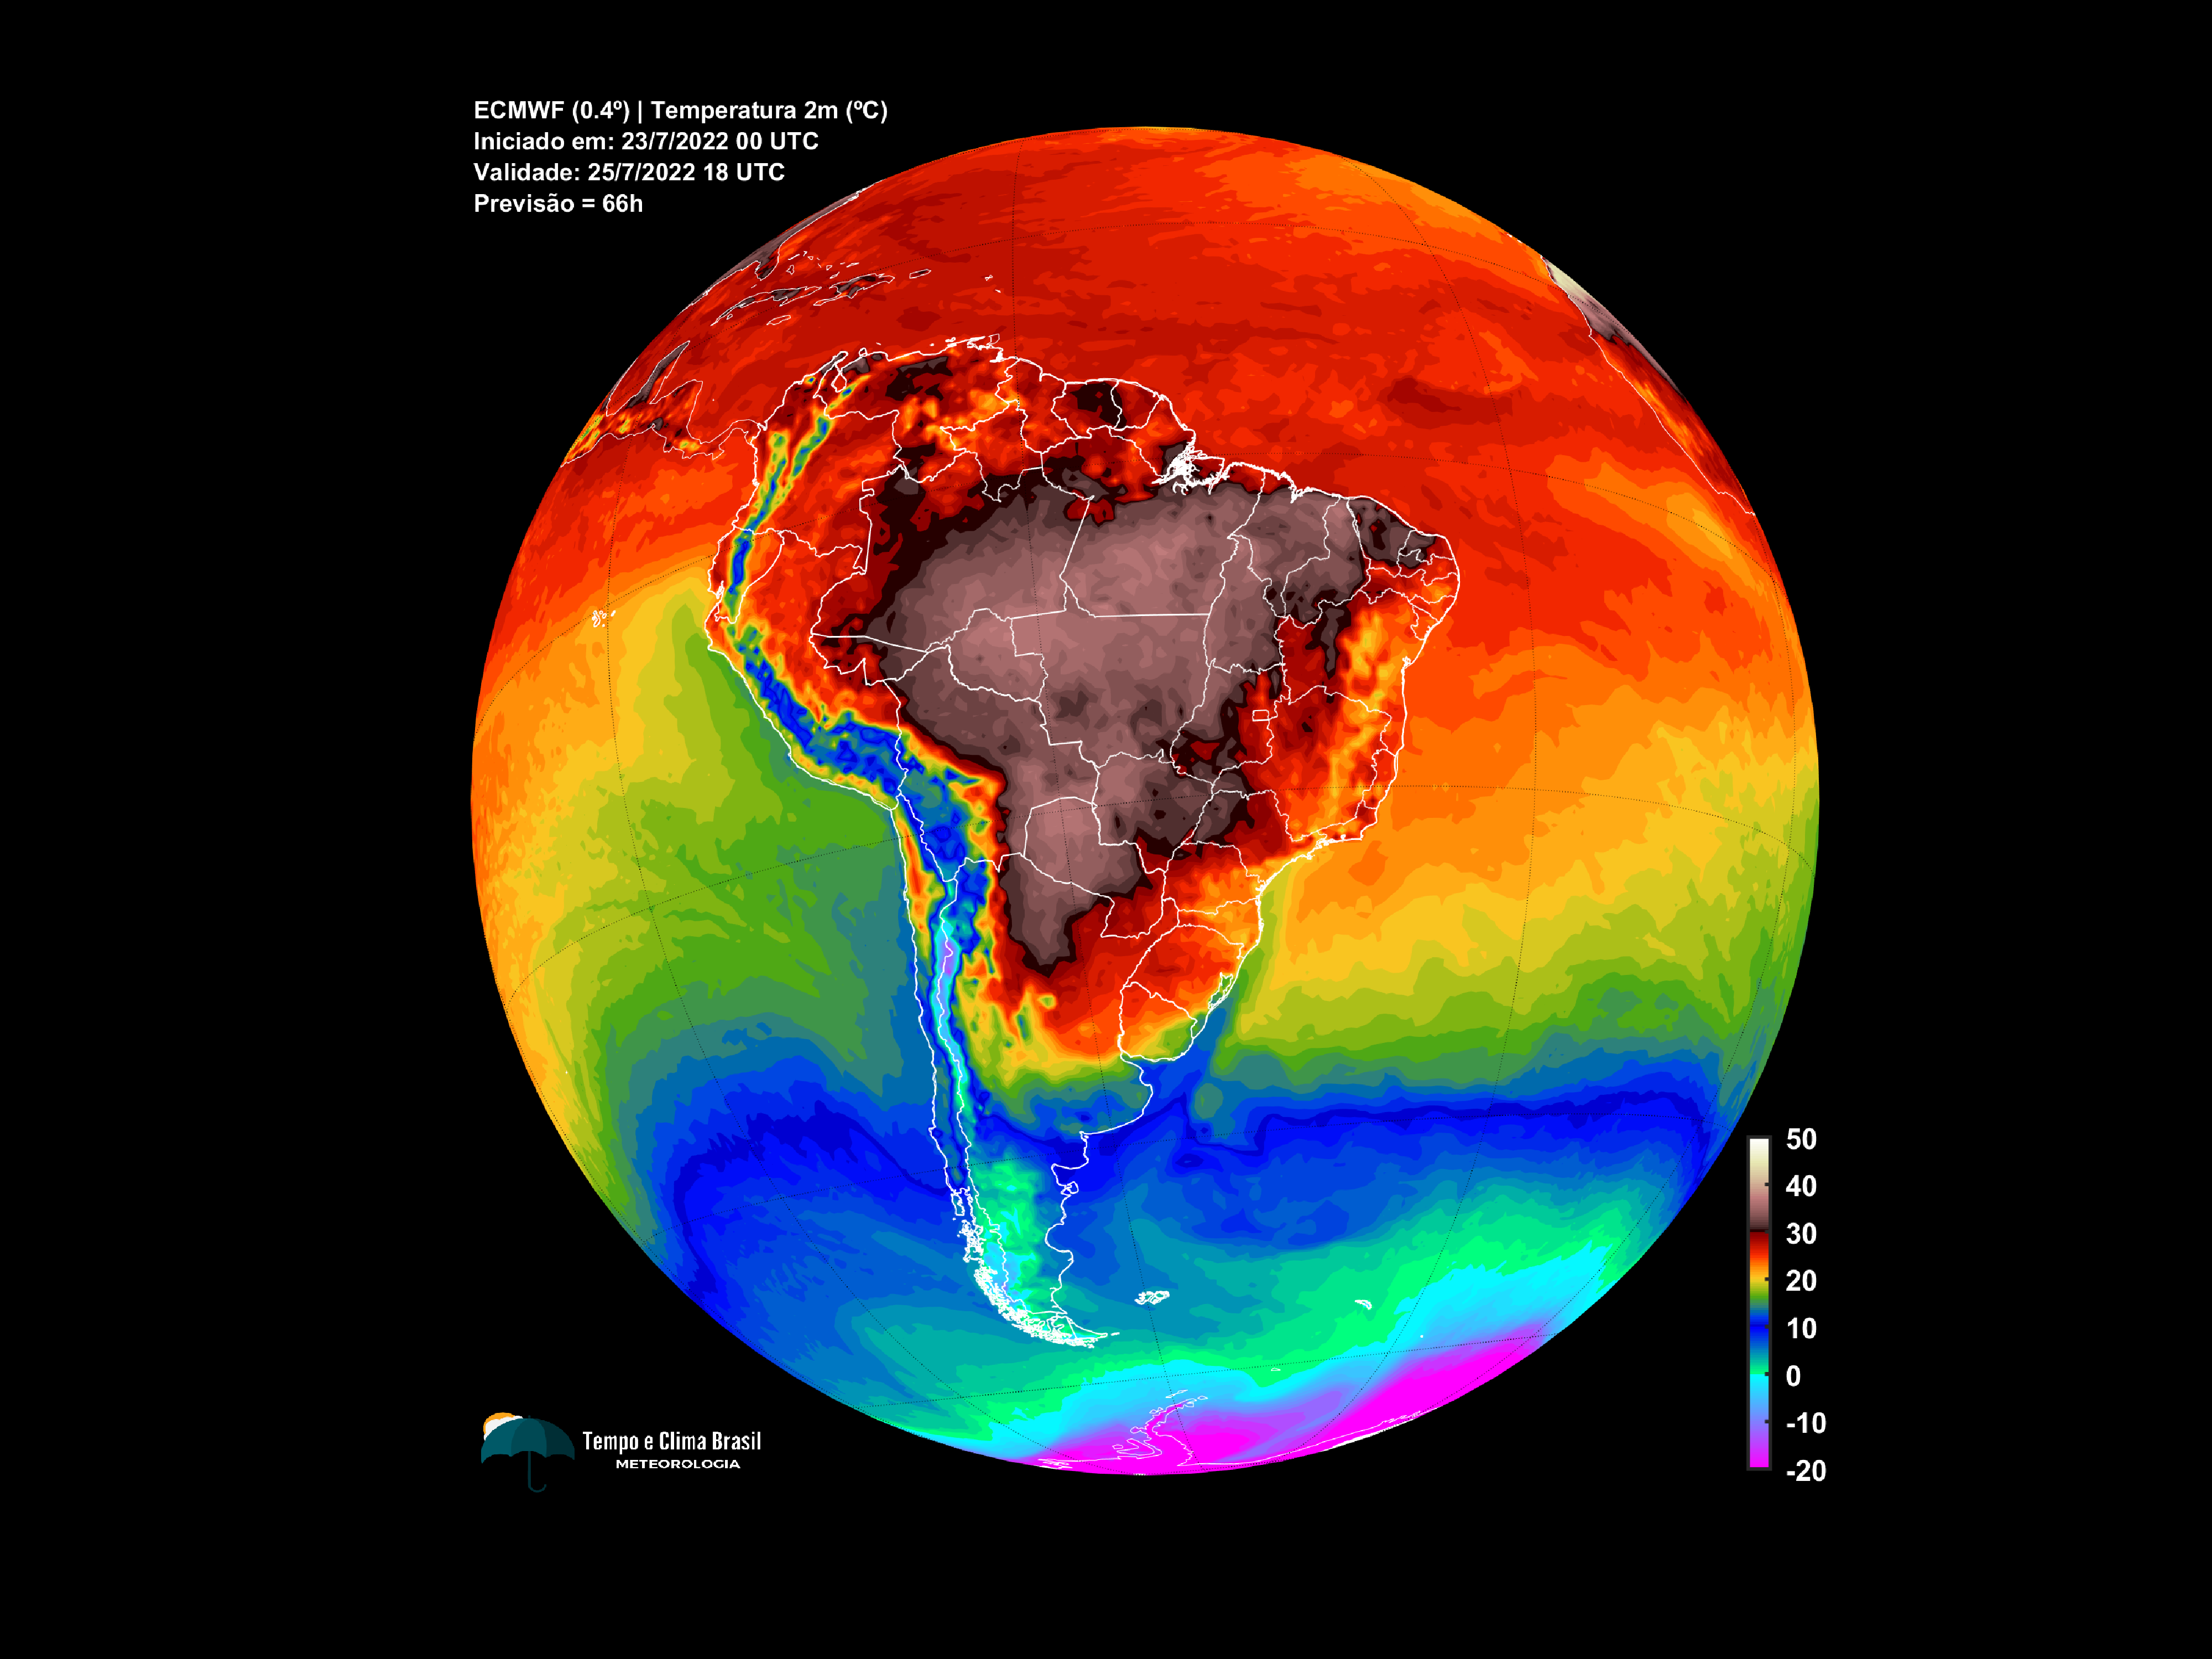 ECMWF (0.4º) | Temperatura 2m (ºC)
Iniciado em: 23/7/2022 00 UTC
Validade: 25/7/2022 18 UTC
Previsão = 66h
50
40
30
20
10
0
-10
-20
Tempo e Clima Brasil
METEOROLOGIA